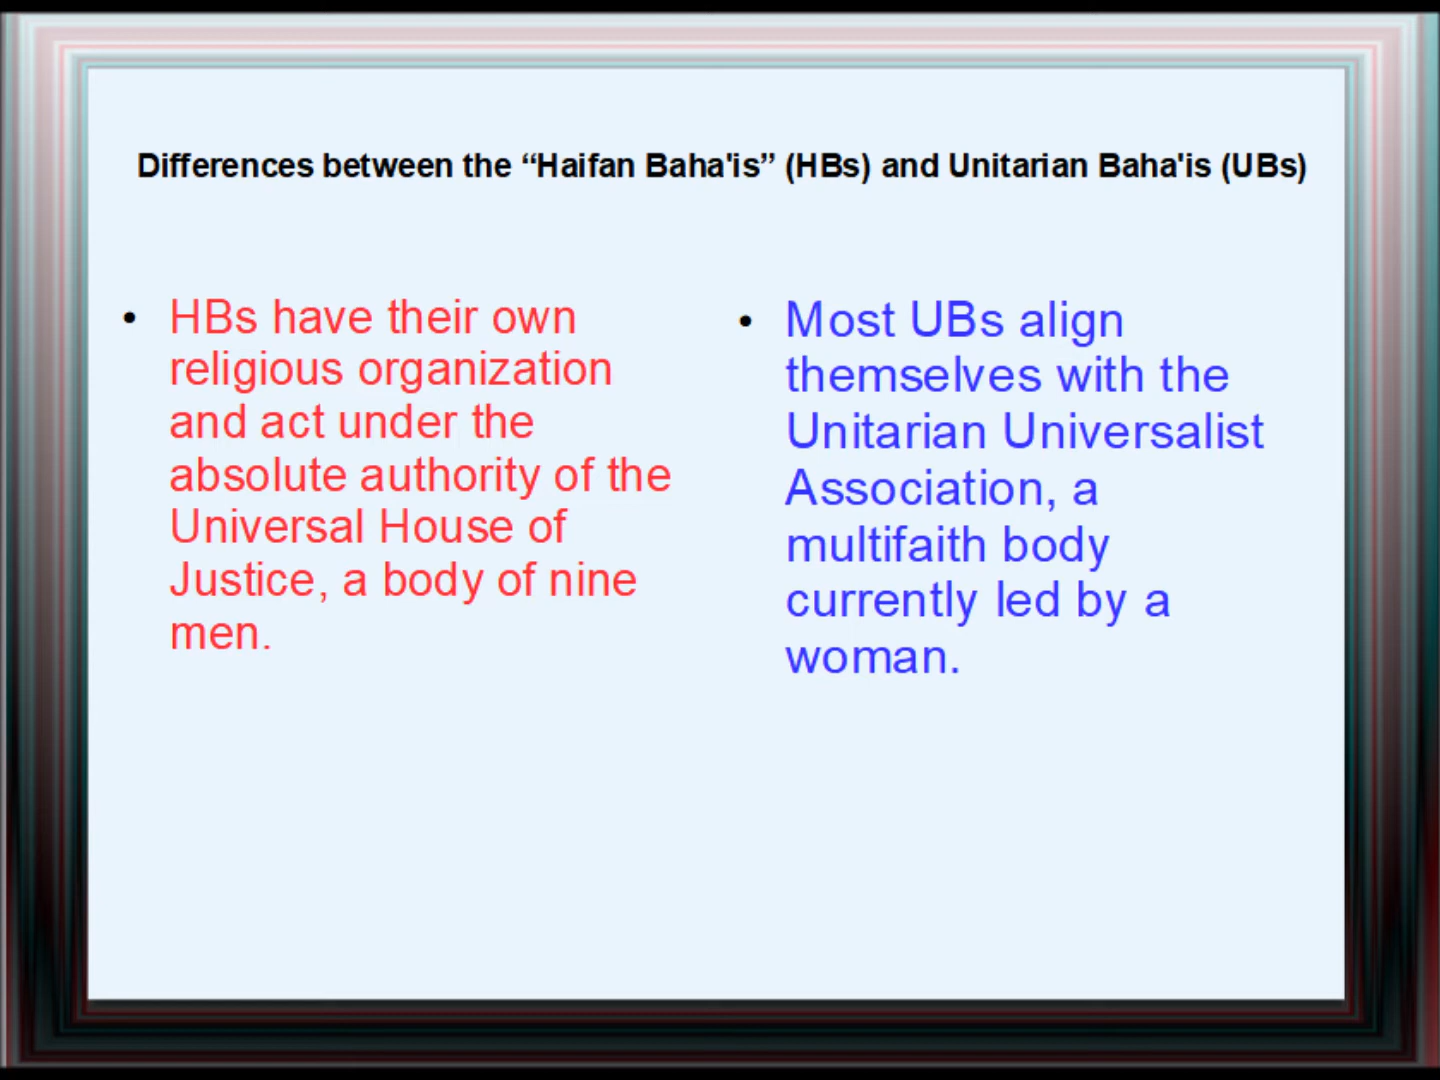 Differences between the “Haifan Baha'is” (HBs) and Unitarian Baha'is (UBs)
• HBs have their own
religious organization
and act under the
absolute authority of the
Universal House of
Justice, a body of nine
men.
• Most UBs align
themselves with the
Unitarian Universalist
Association, a
multifaith body
currently led by a
woman.